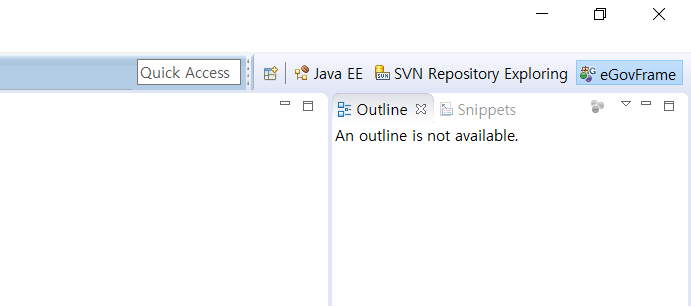 Quick Access Java EE SVN Repository Exploring eGovFrame
Outline Snippets
An outline is not available.